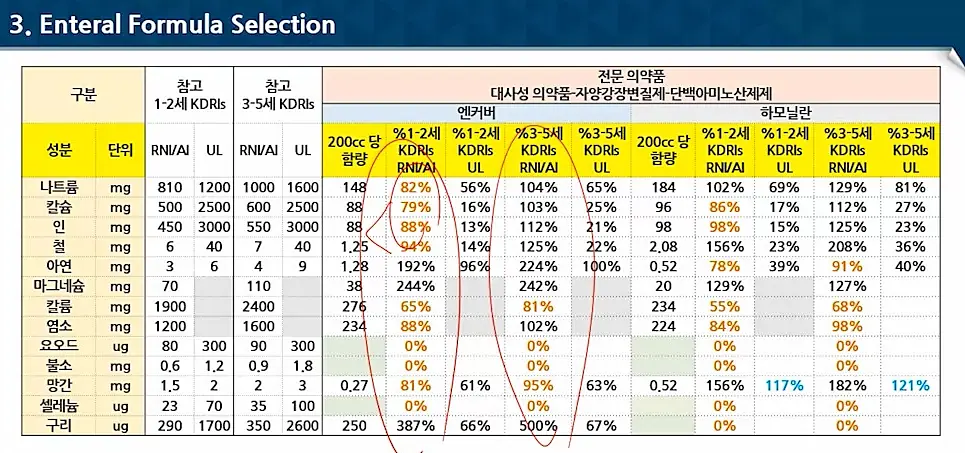 3. Enteral Formula Selection
구분 참고 1-2세 KDRIs 참고 3-5세 KDRIs 전문 의약품
대사성 의약품-자양강장변질제-단백아미노산제제
엔커버 하모닐란
성분 단위 RNI/AI UL RNI/AI UL 200cc 당 함량 %1-2세 KDRIs RNI/AI %1-2세 KDRIs UL %3-5세 KDRIs RNI/AI %3-5세 KDRIs UL 200cc 당 함량 %1-2세 KDRIs RNI/AI %1-2세 KDRIs UL %3-5세 KDRIs RNI/AI %3-5세 KDRIs UL
나트륨 mg 810 1200 1000 1600 148 82% 56% 104% 65% 184 102% 69% 129% 81%
칼슘 mg 500 2500 600 2500 88 79% 16% 103% 25% 96 86% 17% 112% 27%
인 mg 450 3000 550 3000 88 88% 13% 112% 21% 98 98% 15% 125% 23%
철 mg 6 40 7 40 1.25 94% 14% 125% 22% 2.08 156% 23% 208% 36%
아연 mg 3 6 4 9 1.28 192% 96% 224% 100% 0.52 78% 39% 91% 40%
마그네슘 mg 70 110 38 244% 242% 20 129% 127%
칼륨 mg 1900 2400 276 65% 81% 234 55% 68%
염소 mg 1200 1600 234 88% 102% 224 84% 98%
요오드 ug 80 300 90 300 0% 0% 0% 0%
불소 mg 0.6 1.2 0.9 1.8 0% 0% 0% 0%
망간 mg 1.5 2 2 3 0.27 81% 61% 95% 63% 0.52 156% 117% 182% 121%
셀레늄 ug 23 70 35 100 0% 0% 0% 0%
구리 ug 290 1700 350 2600 250 387% 66% 500% 67% 0% 0%